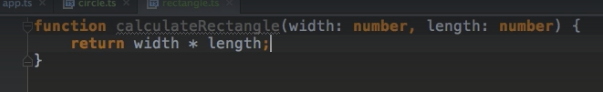 app.ts × circle.ts × rectangle.ts ×
function calculateRectangle(width: number, length: number) {
return width * length;
}